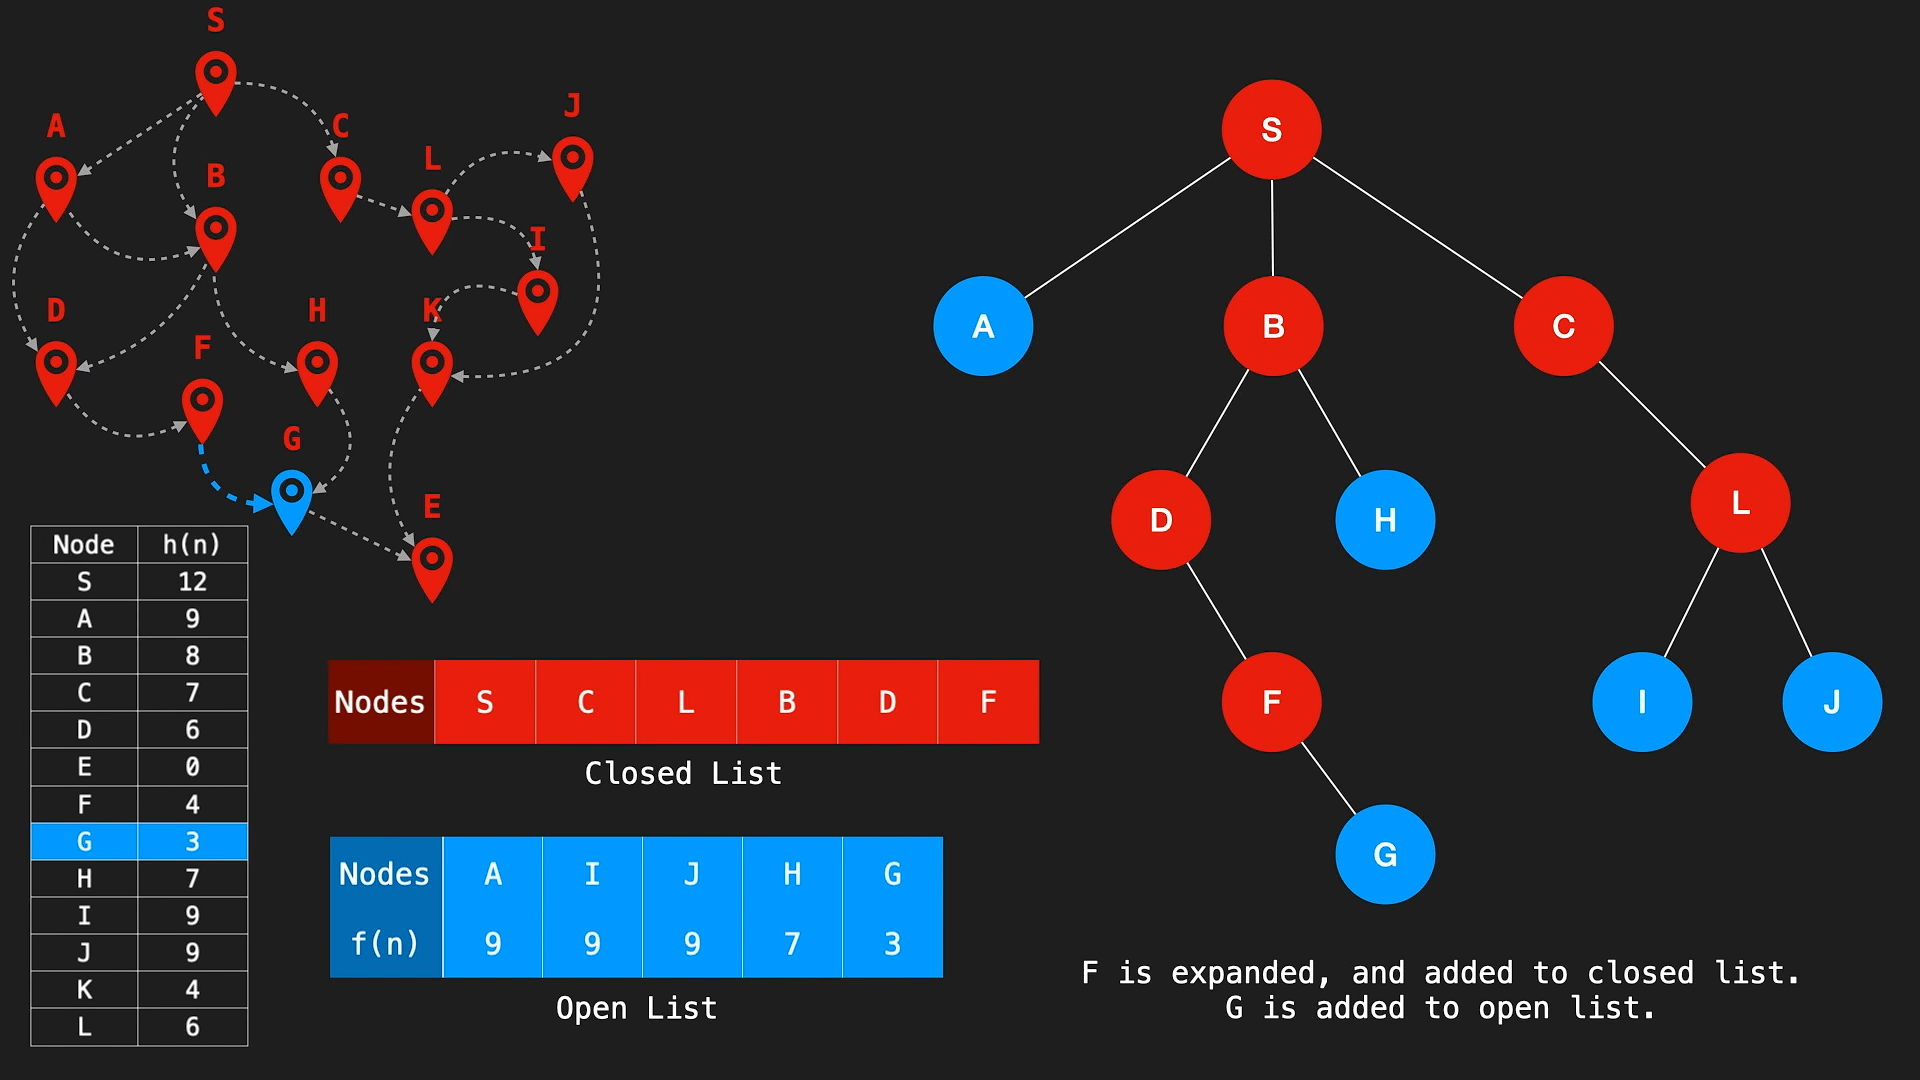 S
A
B
C
L
J
I
D
F
H
K
G
E
Node h(n)
S 12
A 9
B 8
C 7
D 6
E 0
F 4
G 3
H 7
I 9
J 9
K 4
L 6
Nodes S C L B D F
Closed List
Nodes A I J H G
f(n) 9 9 9 7 3
Open List
S
A B C
D H L
F I J
G
F is expanded, and added to closed list.
G is added to open list.